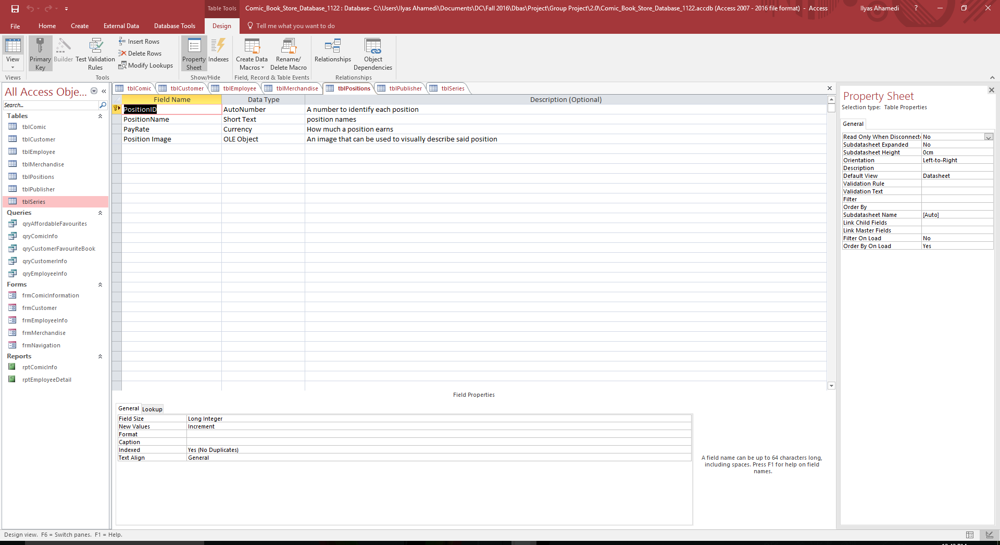 Table Tools
Comic_Book_Store_Database_1122 : Database- C:\Users\Ilyas Ahamedi\Documents\DC\Fall 2016\Dbas\Project\Group Project\2.0\Comic_Book_Store_Database_1122.accdb (Access 2007 - 2016 file format) - Access
Ilyas Ahamedi
?
File
Home
Create
External Data
Database Tools
Design
Tell me what you want to do
View
Primary Key
Builder
Test Validation Rules
Insert Rows
Delete Rows
Modify Lookups
Property Sheet
Indexes
Create Data Macros
Rename/ Delete Macro
Relationships
Object Dependencies
Views
Tools
Show/Hide
Field, Record & Table Events
Relationships
All Access Obje...
Search...
Tables
tblComic
tblCustomer
tblEmployee
tblMerchandise
tblPositions
tblPublisher
tblSeries
Queries
qryAffordableFavourites
qryComicInfo
qryCustomerFavouriteBook
qryCustomerInfo
qryEmployeeInfo
Forms
frmComicInformation
frmCustomer
frmEmployeeInfo
frmMerchandise
frmNavigation
Reports
rptComicInfo
rptEmployeeDetail
tblComic
tblCustomer
tblEmployee
tblMerchandise
tblPositions
tblPublisher
tblSeries
Field Name
Data Type
Description (Optional)
PositionID AutoNumber A number to identify each position
PositionName Short Text position names
PayRate Currency How much a position earns
Position Image OLE Object An image that can be used to visually describe said position
Field Properties
General
Lookup
Field Size Long Integer
New Values Increment
Format
Caption
Indexed Yes (No Duplicates)
Text Align General
A field name can be up to 64 characters long,
including spaces. Press F1 for help on field
names.
Property Sheet
Selection type: Table Properties
General
Read Only When Disconnect No
Subdatasheet Expanded No
Subdatasheet Height 0cm
Orientation Left-to-Right
Description
Default View Datasheet
Validation Rule
Validation Text
Filter
Order By
Subdatasheet Name [Auto]
Link Child Fields
Link Master Fields
Filter On Load No
Order By On Load Yes
Design view. F6 = Switch panes. F1 = Help.